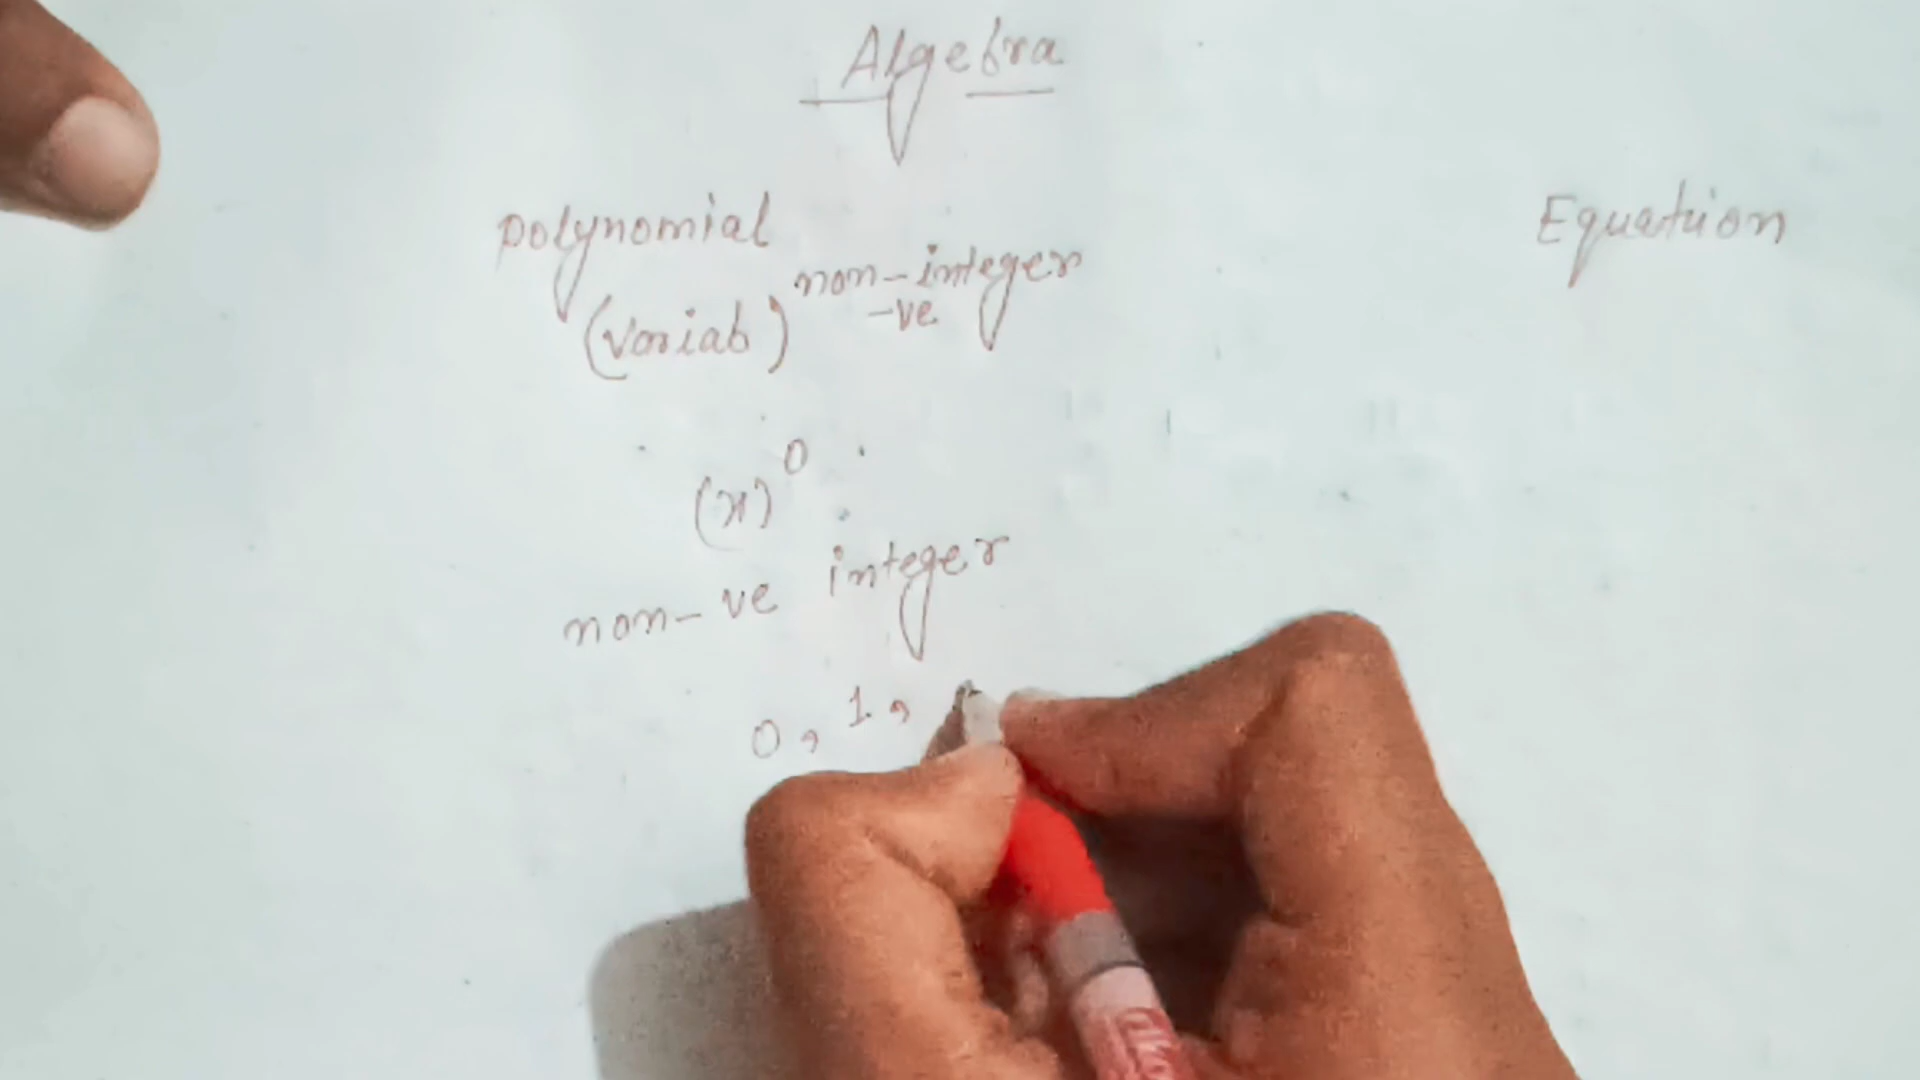 Algebra
polynomial
Equation
(variab) non-integer
-ve
(x)⁰
non-ve integer
0, 1,